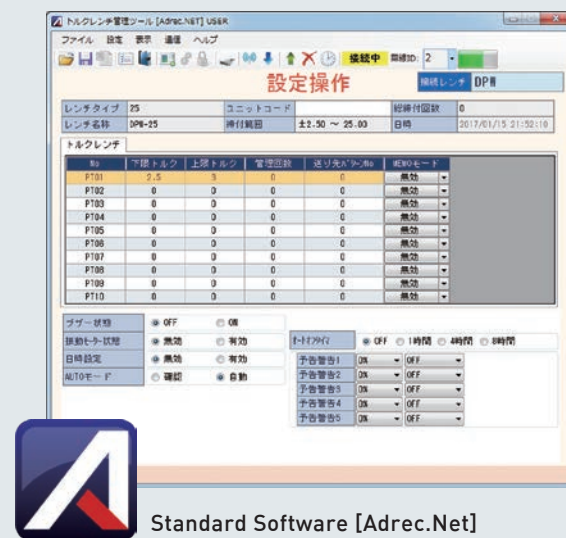 トルクレンチ管理ツール [Adrec.NET] USER
ファイル 設定 表示 通信 ヘルプ
接続中 無線ID: 2
設定操作
接続レンチ DPW
レンチタイプ 25 ユニットコード 総締付回数 0
レンチ名称 DPW-25 締付範囲 ±2.50 ～ 25.00 日時 2017/01/15 21:52:10
トルクレンチ
No 下限トルク 上限トルク 管理回数 送り先パターンNo MEMOモード
PT01 2.5 3 0 0 無効
PT02 0 0 0 0 無効
PT03 0 0 0 0 無効
PT04 0 0 0 0 無効
PT05 0 0 0 0 無効
PT06 0 0 0 0 無効
PT07 0 0 0 0 無効
PT08 0 0 0 0 無効
PT09 0 0 0 0 無効
PT10 0 0 0 0 無効
ブザー状態 OFF ON
振動モーター状態 無効 有効 オートオフタイマ OFF 1時間 4時間 8時間
日時設定 無効 有効 予告警告1 0% OFF
AUTOモード 確認 自動 予告警告2 0% OFF
予告警告3 0% OFF
予告警告4 0% OFF
予告警告5 0% OFF
Standard Software [Adrec.Net]